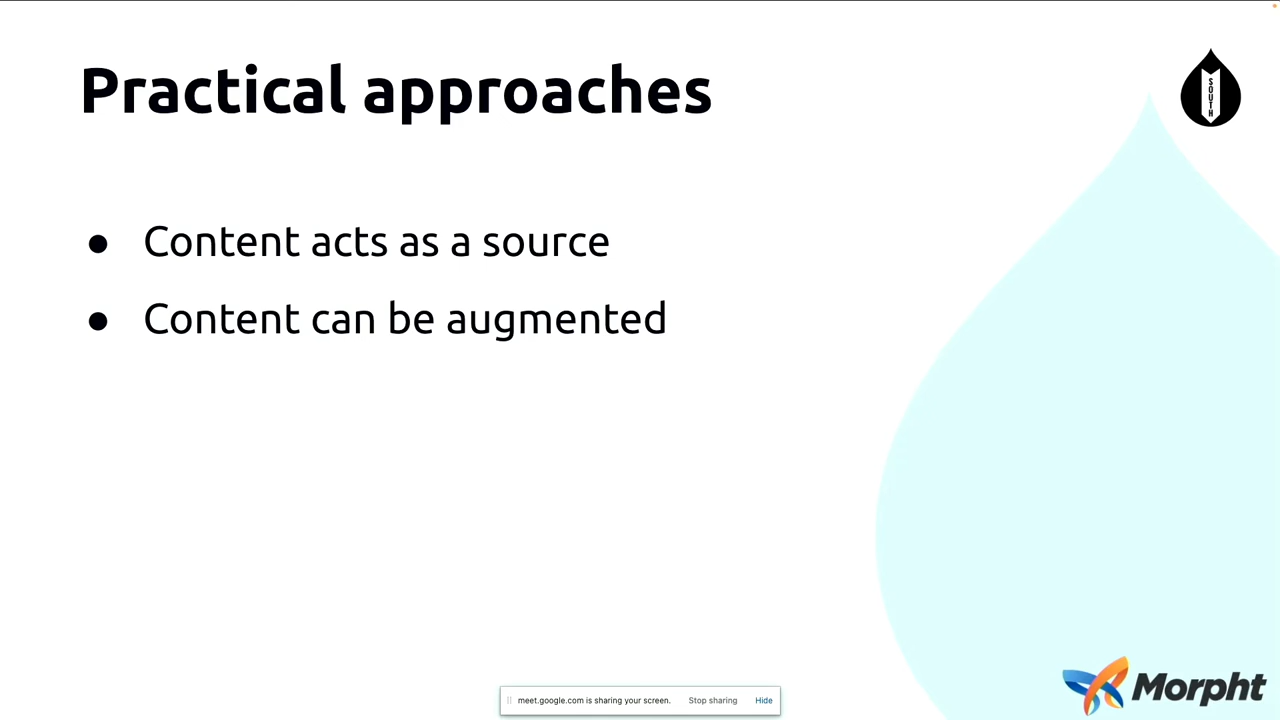 Practical approaches
SOUTH
● Content acts as a source
● Content can be augmented
Morpht
meet.google.com is sharing your screen. Stop sharing Hide